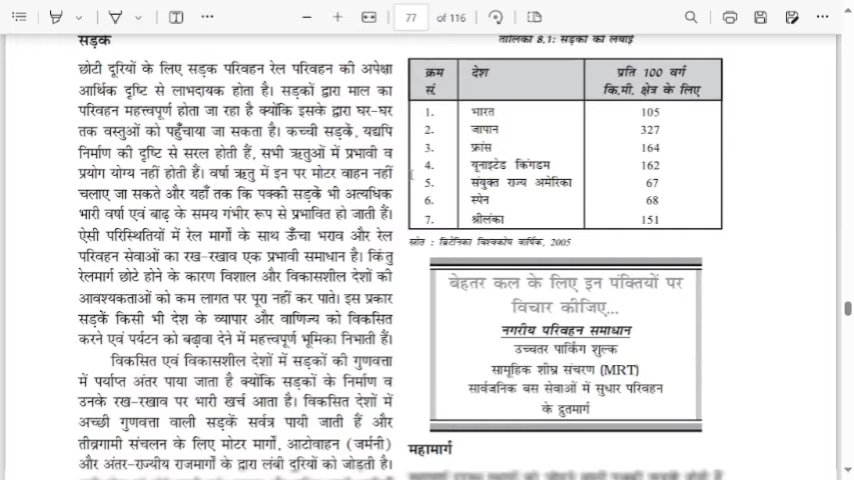 77 of 116
सड़कें
छोटी दूरियों के लिए सड़क परिवहन रेल परिवहन की अपेक्षा
आर्थिक दृष्टि से लाभदायक होता है। सड़कों द्वारा माल का
परिवहन महत्त्वपूर्ण होता जा रहा है क्योंकि इसके द्वारा घर-घर
तक वस्तुओं को पहुँचाया जा सकता है। कच्ची सड़कें, यद्यपि
निर्माण की दृष्टि से सरल होती हैं, सभी ऋतुओं में प्रभावी व
प्रयोग योग्य नहीं होती हैं। वर्षा ऋतु में इन पर मोटर वाहन नहीं
चलाए जा सकते और यहाँ तक कि पक्की सड़कें भी अत्यधिक
भारी वर्षा एवं बाढ़ के समय गंभीर रूप से प्रभावित हो जाती हैं।
ऐसी परिस्थितियों में रेल मार्गों के साथ ऊँचा भराव और रेल
परिवहन सेवाओं का रख-रखाव एक प्रभावी समाधान है। किंतु
रेलमार्ग छोटे होने के कारण विशाल और विकासशील देशों की
आवश्यकताओं को कम लागत पर पूरा नहीं कर पाते। इस प्रकार
सड़कें किसी भी देश के व्यापार और वाणिज्य को विकसित
करने एवं पर्यटन को बढ़ावा देने में महत्त्वपूर्ण भूमिका निभाती हैं।
विकसित एवं विकासशील देशों में सड़कों की गुणवत्ता
में पर्याप्त अंतर पाया जाता है क्योंकि सड़कों के निर्माण व
उनके रख-रखाव पर भारी खर्च आता है। विकसित देशों में
अच्छी गुणवत्ता वाली सड़कें सर्वत्र पायी जाती हैं और
तीव्रगामी संचलन के लिए मोटर मार्गों, आटोवाहन (जर्मनी)
और अंतर-राज्यीय राजमार्गों के द्वारा लंबी दूरियों को जोड़ती है।
तालिका 8.1: सड़कों की लंबाई
क्रम सं. देश प्रति 100 वर्ग कि.मी. क्षेत्र के लिए
1. भारत 105
2. जापान 327
3. फ्रांस 164
4. यूनाइटेड किंगडम 162
5. संयुक्त राज्य अमेरिका 67
6. स्पेन 68
7. श्रीलंका 151
स्रोत : ब्रिटेनिका विश्वकोष वार्षिक, 2005
बेहतर कल के लिए इन पंक्तियों पर
विचार कीजिए...
नगरीय परिवहन समाधान
उच्चतर पार्किंग शुल्क
सामूहिक शीघ्र संचरण (MRT)
सार्वजनिक बस सेवाओं में सुधार परिवहन
के द्रुतमार्ग
महामार्ग